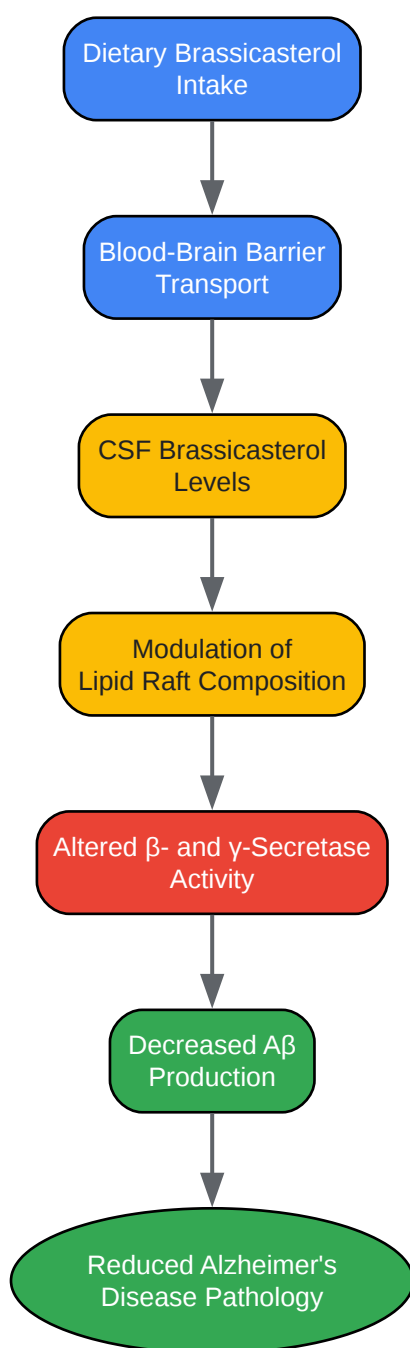 Dietary Brassicasterol
Intake
Blood-Brain Barrier
Transport
CSF Brassicasterol
Levels
Modulation of
Lipid Raft Composition
Altered β- and γ-Secretase
Activity
Decreased Aβ
Production
Reduced Alzheimer's
Disease Pathology